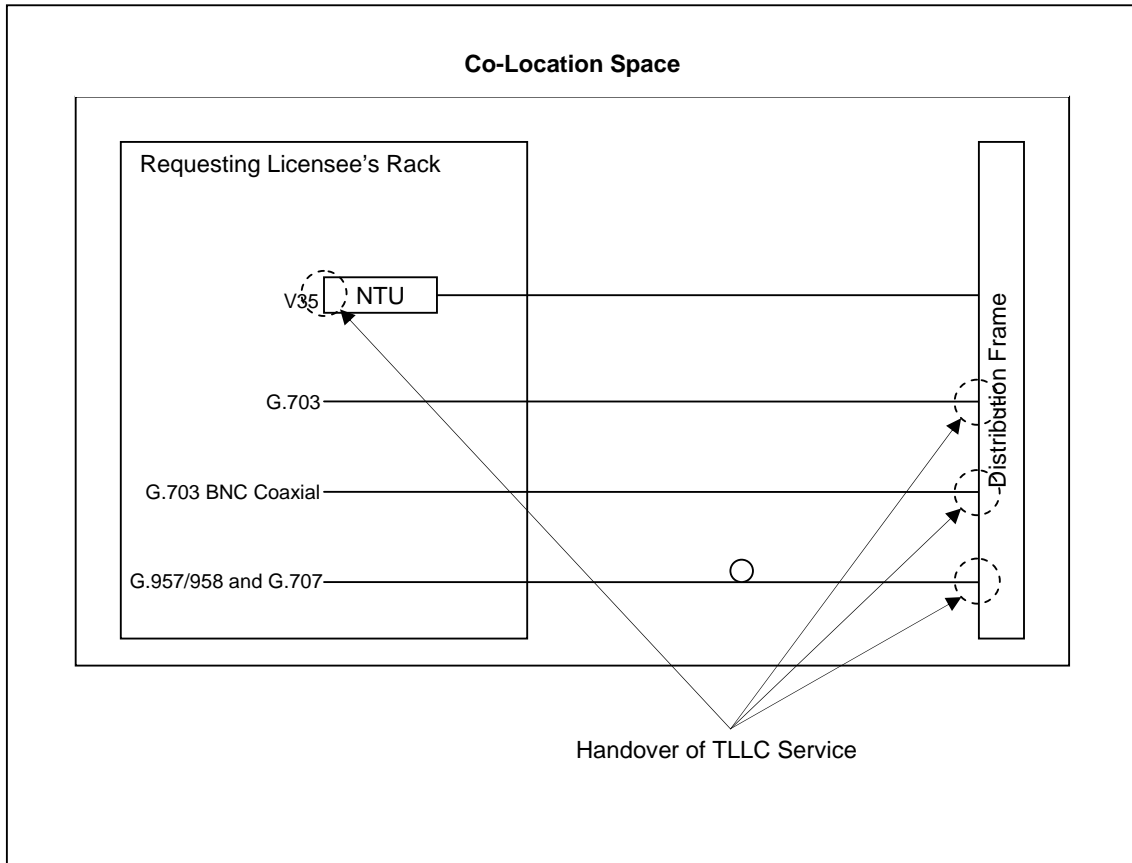 Co-Location Space
Requesting Licensee's Rack
V35
NTU
G.703
G.703 BNC Coaxial
G.957/958 and G.707
Distribution Frame
Handover of TLLC Service